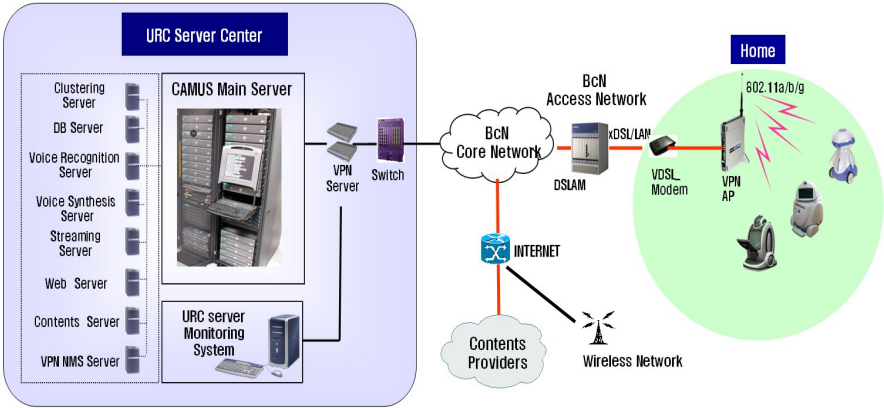 URC Server Center
Clustering
Server
DB Server
Voice Recognition
Server
Voice Synthesis
Server
Streaming
Server
Web Server
Contents Server
VPN NMS Server
CAMUS Main Server
URC server
Monitoring
System
VPN
Server
Switch
BcN
Core Network
BcN
Access Network
xDSL/LAN
DSLAM
INTERNET
Contents
Providers
Wireless Network
Home
802.11a/b/g
VDSL_
Modem
VPN
AP